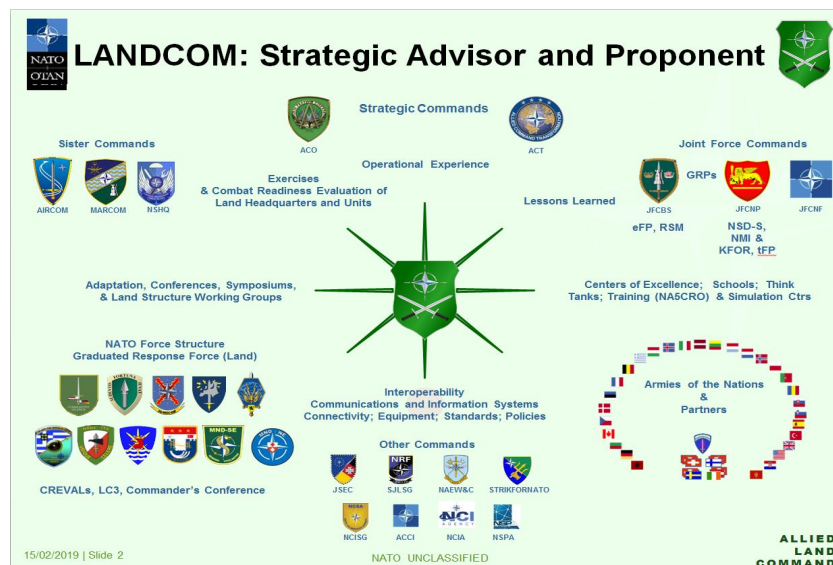 NATO
OTAN
LANDCOM: Strategic Advisor and Proponent
Strategic Commands
ACO
ACT
Sister Commands
AIRCOM
MARCOM
NSHQ
Operational Experience
Exercises
& Combat Readiness Evaluation of
Land Headquarters and Units
Lessons Learned
Joint Force Commands
GRPs
JFCBS
JFCNP
JFCNF
eFP, RSM
NSD-S,
NMI &
KFOR, tFP
Adaptation, Conferences, Symposiums,
& Land Structure Working Groups
Centers of Excellence; Schools; Think
Tanks; Training (NA5CRO) & Simulation Ctrs
NATO Force Structure
Graduated Response Force (Land)
MND-SE
CREVALs, LC3, Commander's Conference
Interoperability
Communications and Information Systems
Connectivity; Equipment; Standards; Policies
Other Commands
NRF
JSEC
SJLSG
NAEW&C
STRIKFORNATO
NCI
AGENCY
NCISG
ACCI
NCIA
NSPA
Armies of the Nations
&
Partners
15/02/2019 | Slide 2
NATO UNCLASSIFIED
ALLIED
LAND
COMMAND